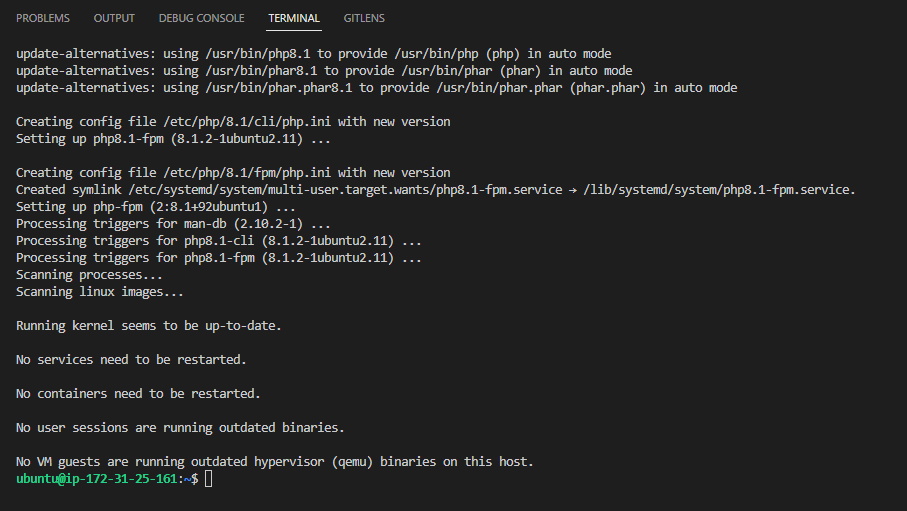 PROBLEMS OUTPUT DEBUG CONSOLE TERMINAL GITLENS
update-alternatives: using /usr/bin/php8.1 to provide /usr/bin/php (php) in auto mode
update-alternatives: using /usr/bin/phar8.1 to provide /usr/bin/phar (phar) in auto mode
update-alternatives: using /usr/bin/phar.phar8.1 to provide /usr/bin/phar.phar (phar.phar) in auto mode
Creating config file /etc/php/8.1/cli/php.ini with new version
Setting up php8.1-fpm (8.1.2-1ubuntu2.11) ...
Creating config file /etc/php/8.1/fpm/php.ini with new version
Created symlink /etc/systemd/system/multi-user.target.wants/php8.1-fpm.service → /lib/systemd/system/php8.1-fpm.service.
Setting up php-fpm (2:8.1+92ubuntu1) ...
Processing triggers for man-db (2.10.2-1) ...
Processing triggers for php8.1-cli (8.1.2-1ubuntu2.11) ...
Processing triggers for php8.1-fpm (8.1.2-1ubuntu2.11) ...
Scanning processes...
Scanning linux images...
Running kernel seems to be up-to-date.
No services need to be restarted.
No containers need to be restarted.
No user sessions are running outdated binaries.
No VM guests are running outdated hypervisor (qemu) binaries on this host.
ubuntu@ip-172-31-25-161:~$